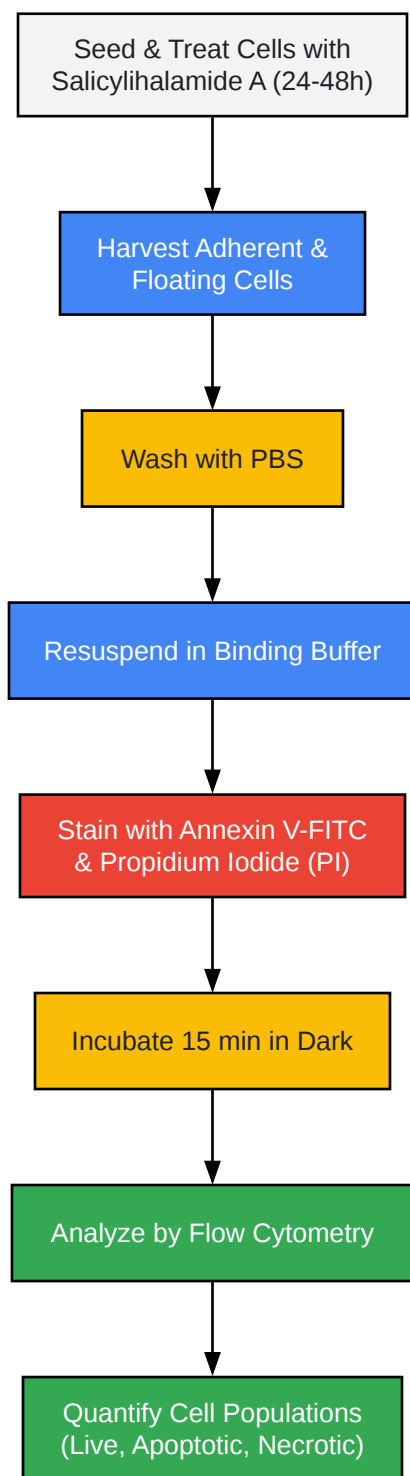 Seed & Treat Cells with
Salicylihalamide A (24-48h)
Harvest Adherent &
Floating Cells
Wash with PBS
Resuspend in Binding Buffer
Stain with Annexin V-FITC
& Propidium Iodide (PI)
Incubate 15 min in Dark
Analyze by Flow Cytometry
Quantify Cell Populations
(Live, Apoptotic, Necrotic)